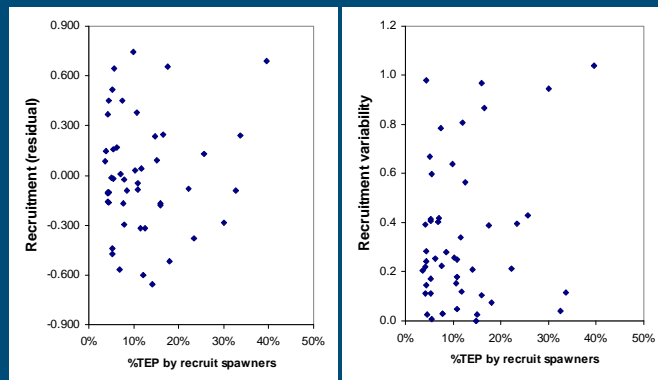 Recruitment (residual)
0.900
0.600
0.300
0.000
-0.300
-0.600
-0.900
0% 10% 20% 30% 40% 50%
%TEP by recruit spawners
Recruitment variability
1.2
1.0
0.8
0.6
0.4
0.2
0.0
0% 10% 20% 30% 40% 50%
%TEP by recruit spawners